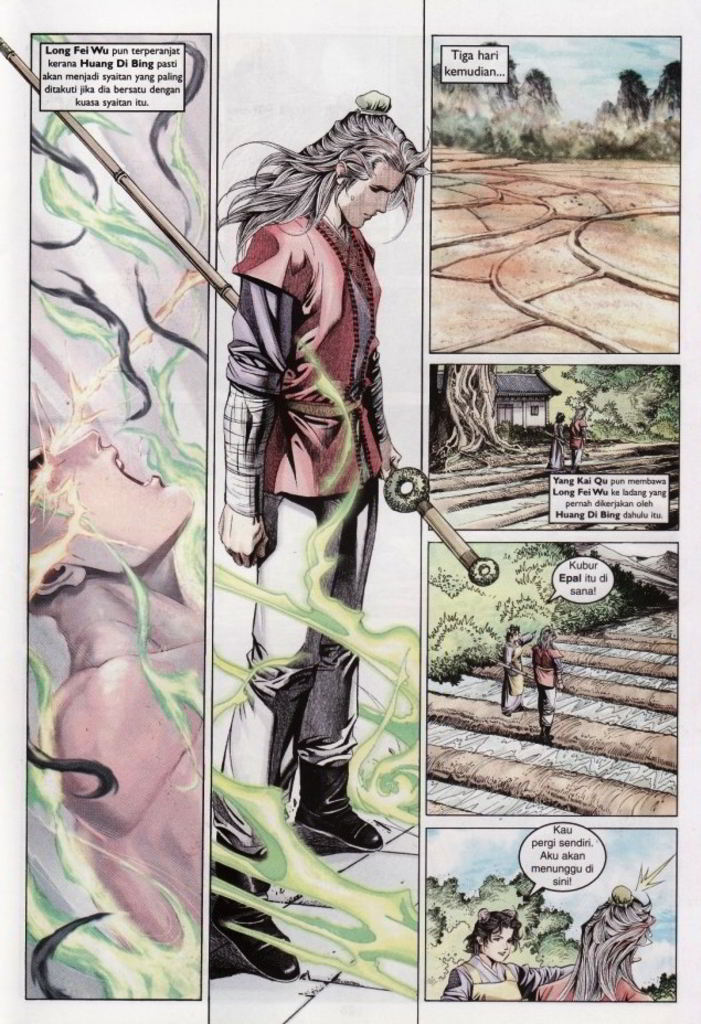 Long Fei Wu pun terperanjat
kerana Huang Di Bing pasti
akan menjadi syaitan yang paling
ditakuti jika dia bersatu dengan
kuasa syaitan itu.
Tiga hari
kemudian...
Yang Kai Qu pun membawa
Long Fei Wu ke ladang yang
pernah dikerjakan oleh
Huang Di Bing dahulu itu.
Kubur
Epal itu di
sana!
Kau
pergi sendiri.
Aku akan
menunggu di
sini!